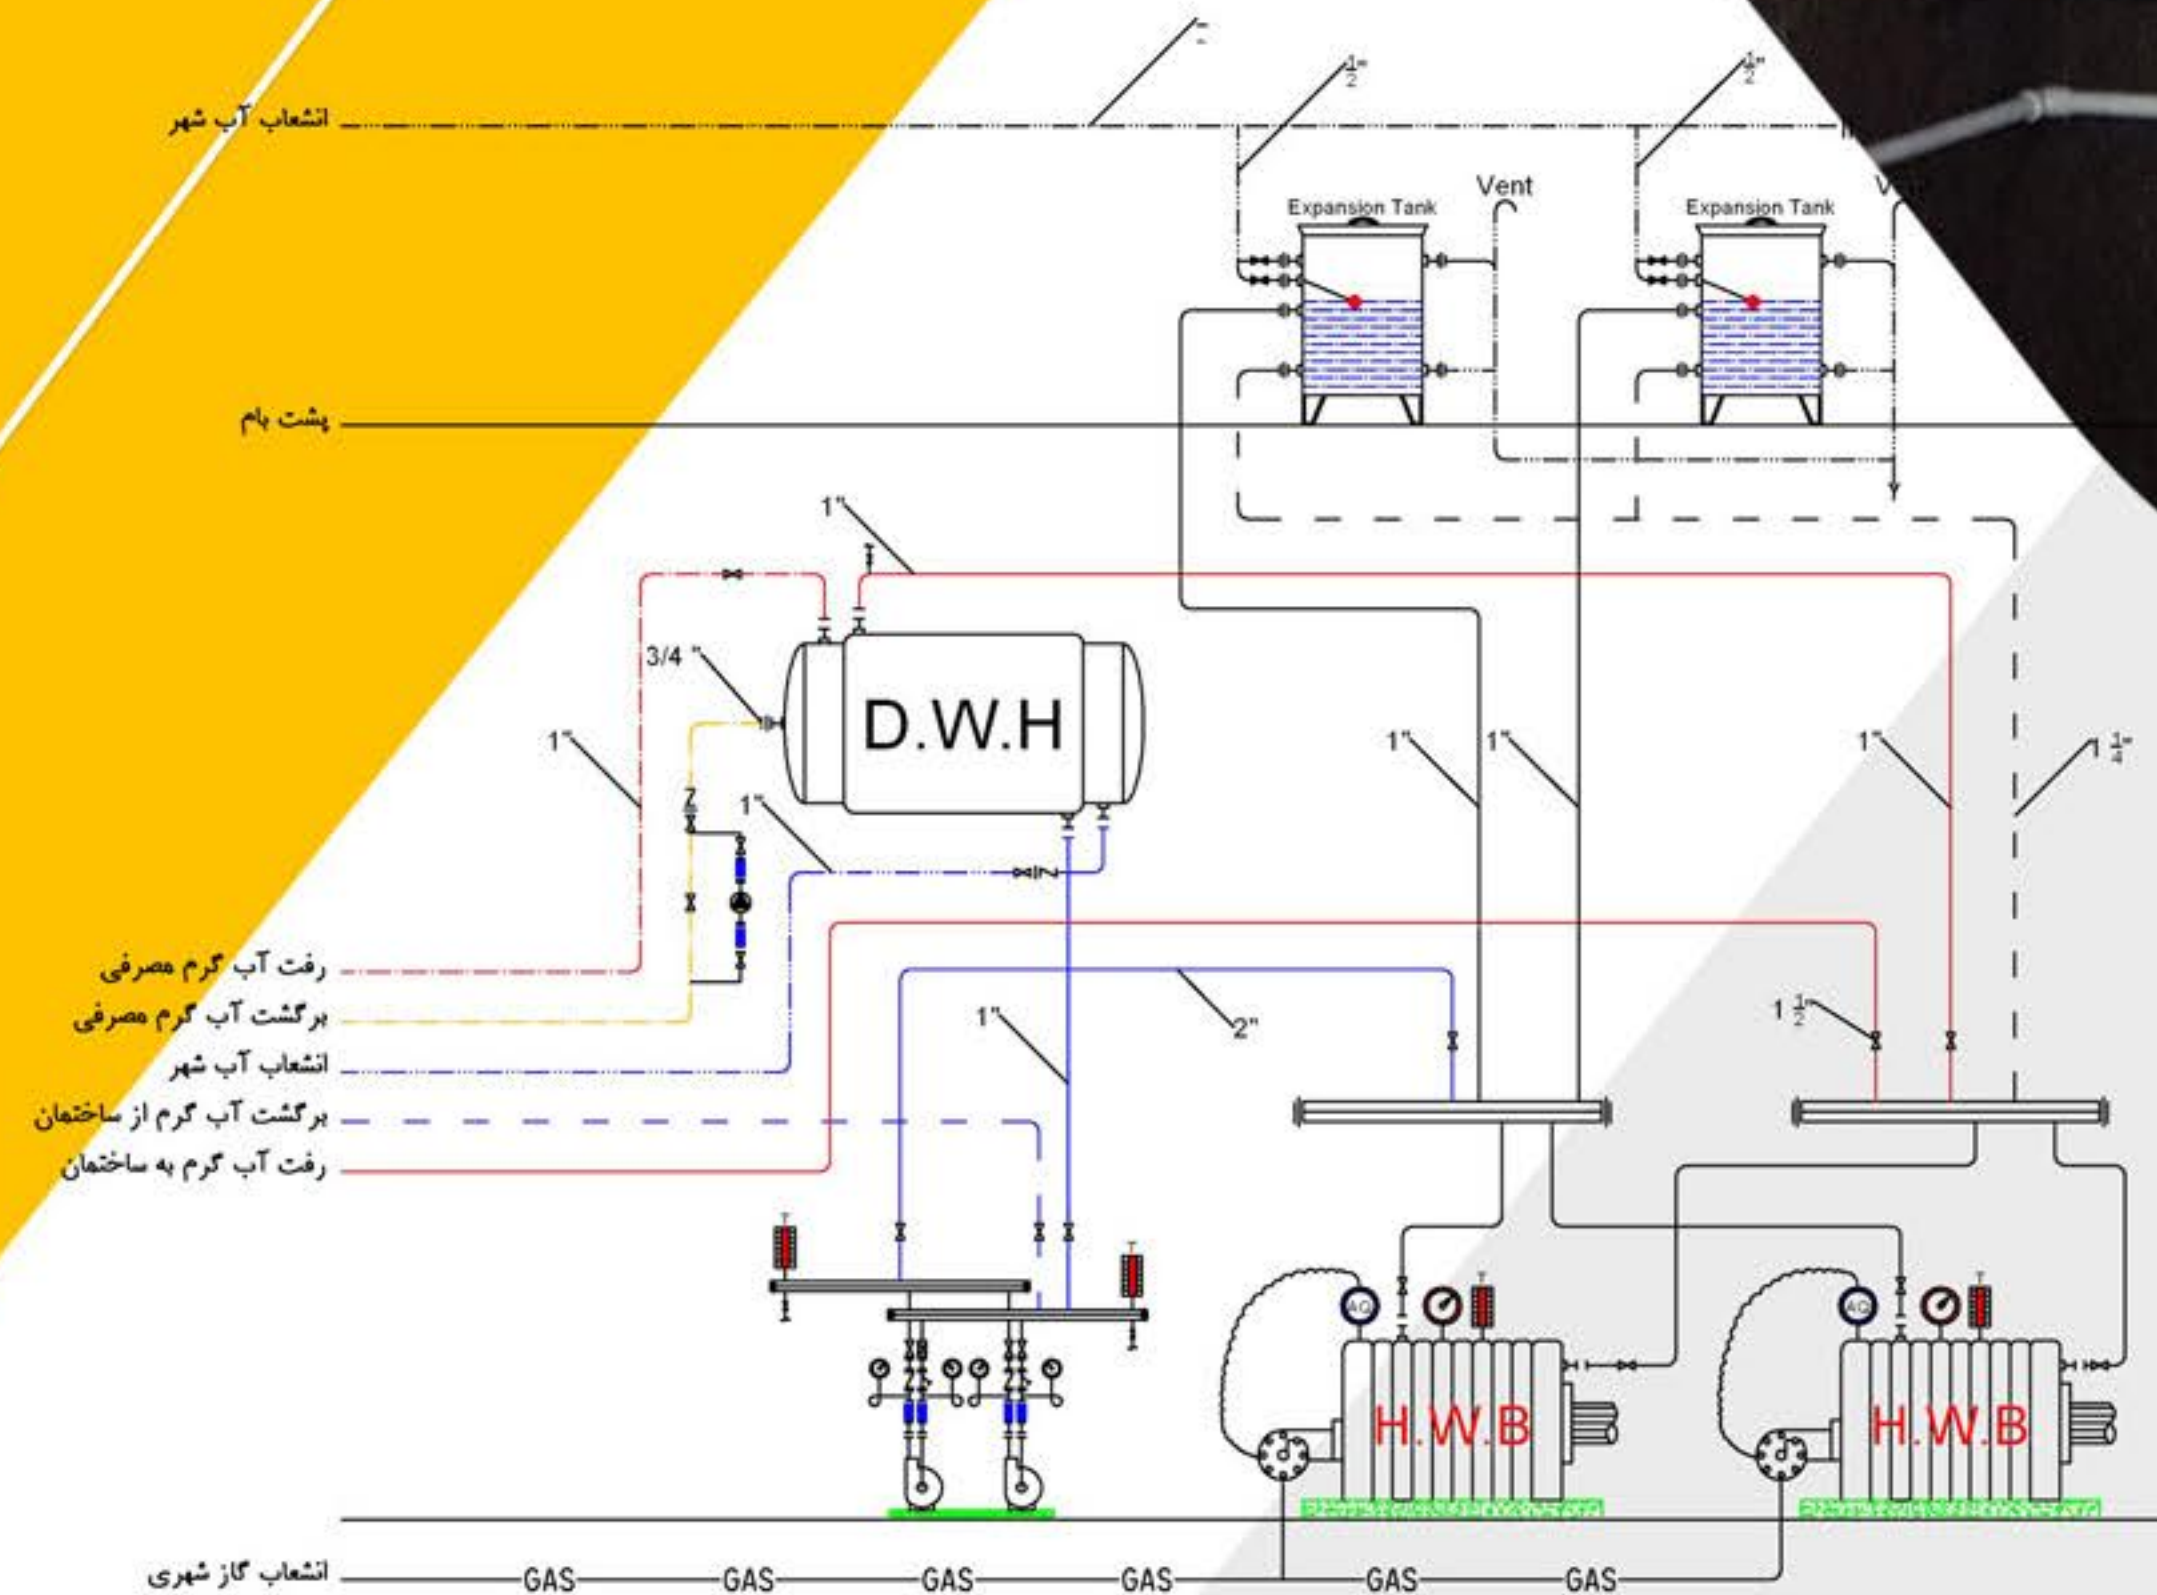 1/2"
1/2"
انشعاب آب شهر
Vent
Expansion Tank
Expansion Tank
پشت بام
1"
3/4 "
D.W.H
1"
1"
1"
1"
1"
1 1/4"
رفت آب گرم مصرفی
برگشت آب گرم مصرفی
1"
2"
1 1/2"
انشعاب آب شهر
برگشت آب گرم از ساختمان
رفت آب گرم به ساختمان
T
T
T
T
AQ
AQ
H.W.B
H.W.B
انشعاب گاز شهری
GAS
GAS
GAS
GAS
GAS
GAS